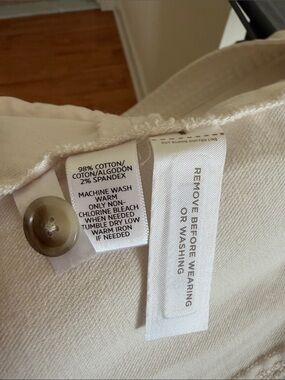 98% COTTON/
COTON/ALGODON
2% SPANDEX
MACHINE WASH
WARM
ONLY NON-
CHLORINE BLEACH
WHEN NEEDED
TUMBLE DRY LOW
WARM IRON
IF NEEDED
REMOVE BEFORE WEARING
OR WASHING